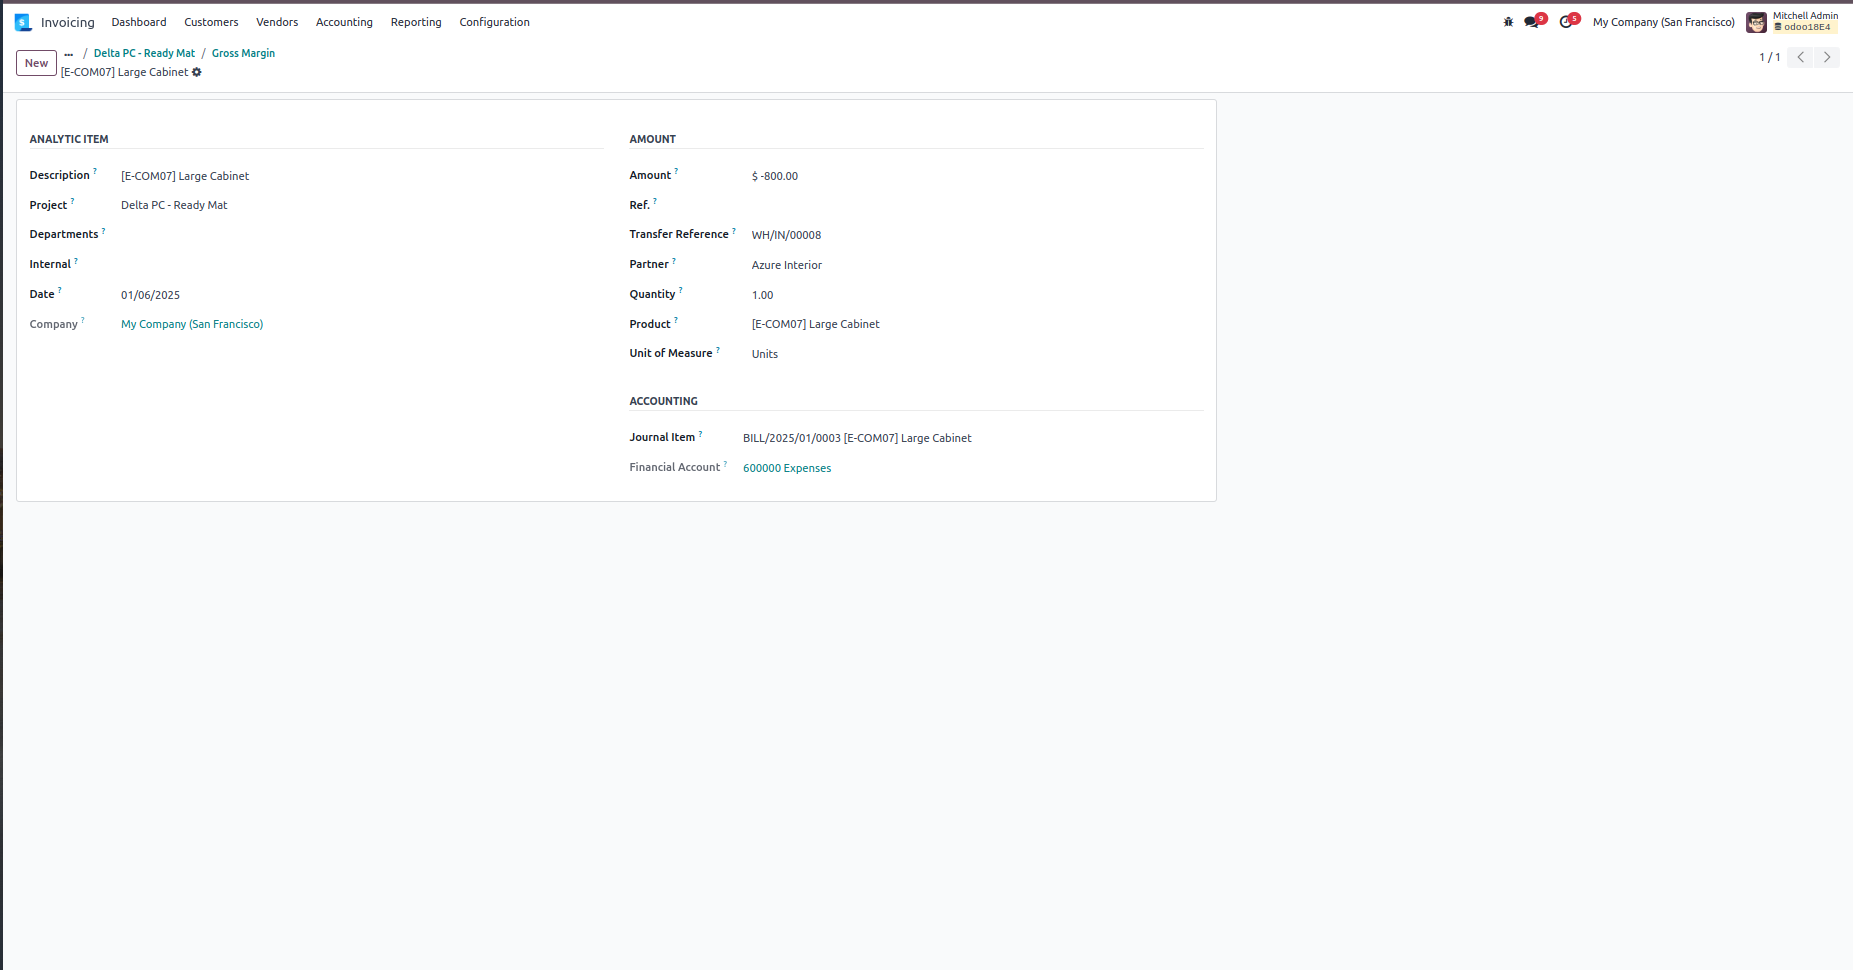 Invoicing Dashboard Customers Vendors Accounting Reporting Configuration 9 5 My Company (San Francisco) Mitchell Admin
odoo18E4
New ... / Delta PC - Ready Mat / Gross Margin
[E-COM07] Large Cabinet
1 / 1
ANALYTIC ITEM
Description ? [E-COM07] Large Cabinet
Project ? Delta PC - Ready Mat
Departments ?
Internal ?
Date ? 01/06/2025
Company ? My Company (San Francisco)
AMOUNT
Amount ? $ -800.00
Ref. ?
Transfer Reference ? WH/IN/00008
Partner ? Azure Interior
Quantity ? 1.00
Product ? [E-COM07] Large Cabinet
Unit of Measure ? Units
ACCOUNTING
Journal Item ? BILL/2025/01/0003 [E-COM07] Large Cabinet
Financial Account ? 600000 Expenses